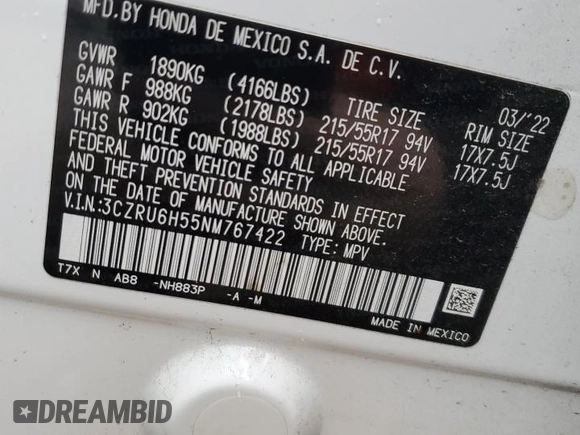 MFD.BY HONDA DE MEXICO S.A. DE C.V.
03/'22
GVWR 1890KG (4166LBS) TIRE SIZE RIM SIZE
GAWR F 988KG (2178LBS) 215/55R17 94V 17X7.5J
GAWR R 902KG (1988LBS) 215/55R17 94V 17X7.5J
THIS VEHICLE CONFORMS TO ALL APPLICABLE
FEDERAL MOTOR VEHICLE SAFETY
AND THEFT PREVENTION STANDARDS IN EFFECT
ON THE DATE OF MANUFACTURE SHOWN ABOVE.
V.I.N:3CZRU6H55NM767422 TYPE: MPV
T7X N AB8 -NH883P -A -M
MADE IN MEXICO
DREAMBID